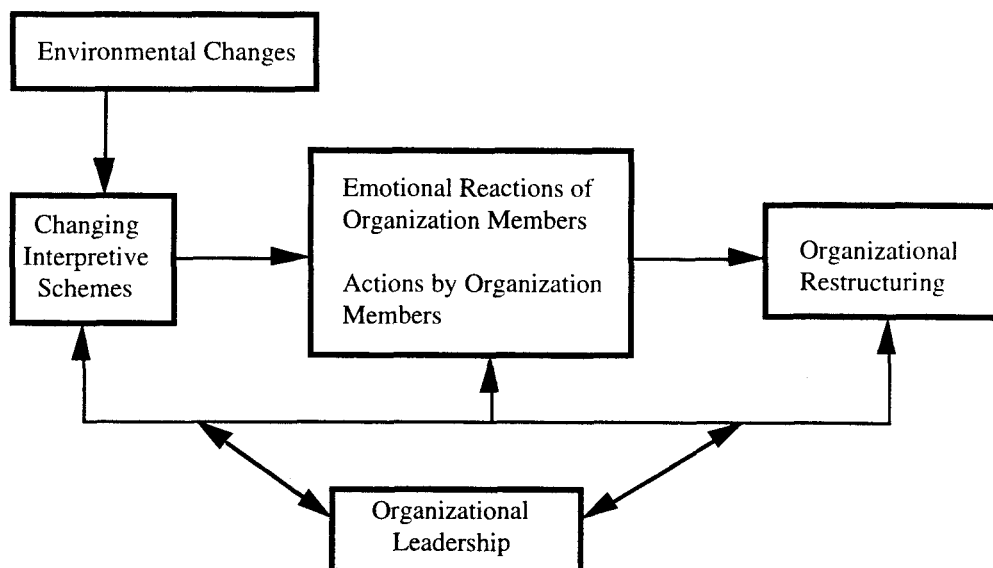 Environmental Changes
Changing
Interpretive
Schemes
Emotional Reactions of
Organization Members
Actions by Organization
Members
Organizational
Restructuring
Organizational
Leadership